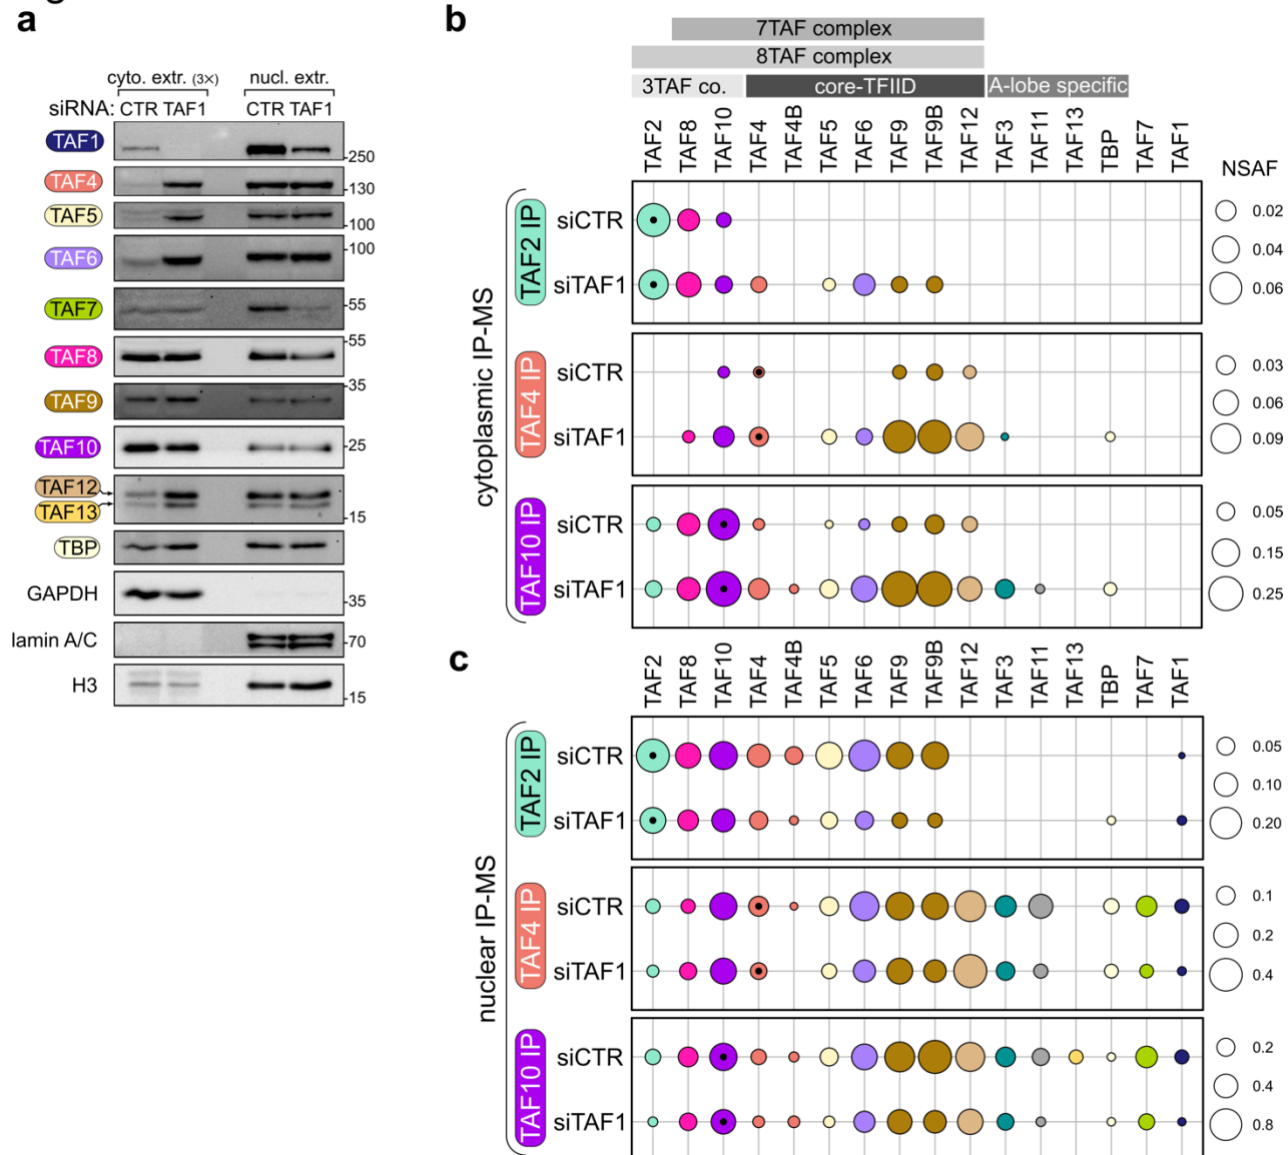 a
cyto. extr. (3×) nucl. extr.
siRNA: CTR TAF1 CTR TAF1
TAF1
250
TAF4
130
TAF5
100
TAF6
100
TAF7
55
TAF8
55
TAF9
35
TAF10
25
TAF12
TAF13
15
TBP
GAPDH
35
lamin A/C
70
H3
15
b
7TAF complex
8TAF complex
3TAF co. core-TFIID A-lobe specific
TAF2 TAF8 TAF10 TAF4 TAF4B TAF5 TAF6 TAF9 TAF9B TAF12 TAF3 TAF11 TAF13 TBP TAF7 TAF1
NSAF
cytoplasmic IP-MS
TAF2 IP
siCTR
siTAF1
0.02
0.04
0.06
TAF4 IP
siCTR
siTAF1
0.03
0.06
0.09
TAF10 IP
siCTR
siTAF1
0.05
0.15
0.25
c
TAF2 TAF8 TAF10 TAF4 TAF4B TAF5 TAF6 TAF9 TAF9B TAF12 TAF3 TAF11 TAF13 TBP TAF7 TAF1
nuclear IP-MS
TAF2 IP
siCTR
siTAF1
0.05
0.10
0.20
TAF4 IP
siCTR
siTAF1
0.1
0.2
0.4
TAF10 IP
siCTR
siTAF1
0.2
0.4
0.8